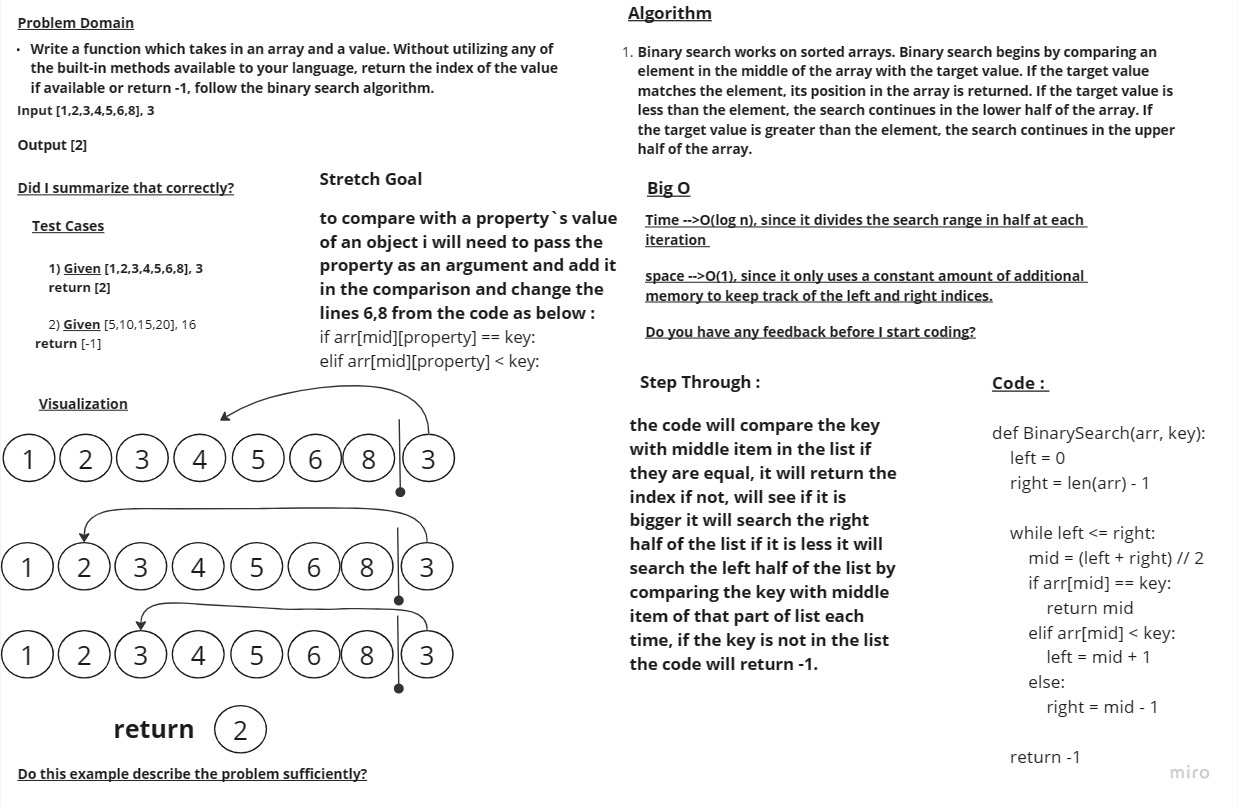 Problem Domain
• Write a function which takes in an array and a value. Without utilizing any of
the built-in methods available to your language, return the index of the value
if available or return -1, follow the binary search algorithm.
Input [1,2,3,4,5,6,8], 3
Output [2]
Did I summarize that correctly?
Test Cases
1) Given [1,2,3,4,5,6,8], 3
return [2]
2) Given [5,10,15,20], 16
return [-1]
Stretch Goal
to compare with a property`s value
of an object i will need to pass the
property as an argument and add it
in the comparison and change the
lines 6,8 from the code as below :
if arr[mid][property] == key:
elif arr[mid][property] < key:
Visualization
1 2 3 4 5 6 8 3
1 2 3 4 5 6 8 3
1 2 3 4 5 6 8 3
return 2
Do this example describe the problem sufficiently?
Algorithm
1. Binary search works on sorted arrays. Binary search begins by comparing an
element in the middle of the array with the target value. If the target value
matches the element, its position in the array is returned. If the target value is
less than the element, the search continues in the lower half of the array. If
the target value is greater than the element, the search continues in the upper
half of the array.
Big O
Time -->O(log n), since it divides the search range in half at each
iteration
space -->O(1), since it only uses a constant amount of additional
memory to keep track of the left and right indices.
Do you have any feedback before I start coding?
Step Through :
the code will compare the key
with middle item in the list if
they are equal, it will return the
index if not, will see if it is
bigger it will search the right
half of the list if it is less it will
search the left half of the list by
comparing the key with middle
item of that part of list each
time, if the key is not in the list
the code will return -1.
Code :
def BinarySearch(arr, key):
left = 0
right = len(arr) - 1
while left <= right:
mid = (left + right) // 2
if arr[mid] == key:
return mid
elif arr[mid] < key:
left = mid + 1
else:
right = mid - 1
return -1
miro